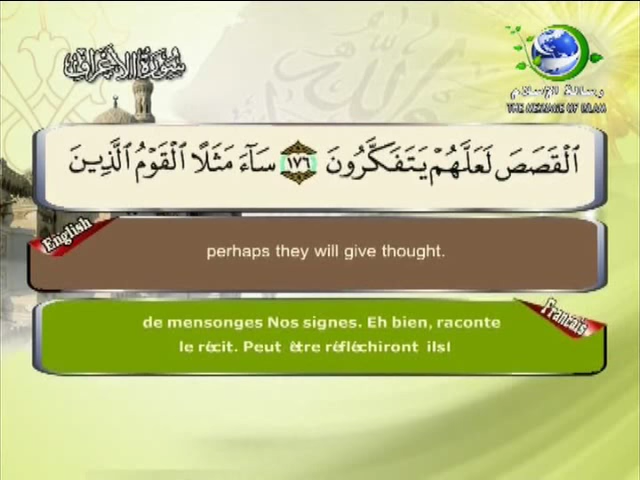 سورة الأعراف
رسالة الإسلام
THE MESSAGE OF ISLAM
ٱلْقَصَصَ لَعَلَّهُمْ يَتَفَكَّرُونَ ١٧٦ سَآءَ مَثَلًا ٱلْقَوْمُ ٱلَّذِينَ
English
perhaps they will give thought.
Francais
de mensonges Nos signes. Eh bien, raconte
le récit. Peut être réfléchiront ils!